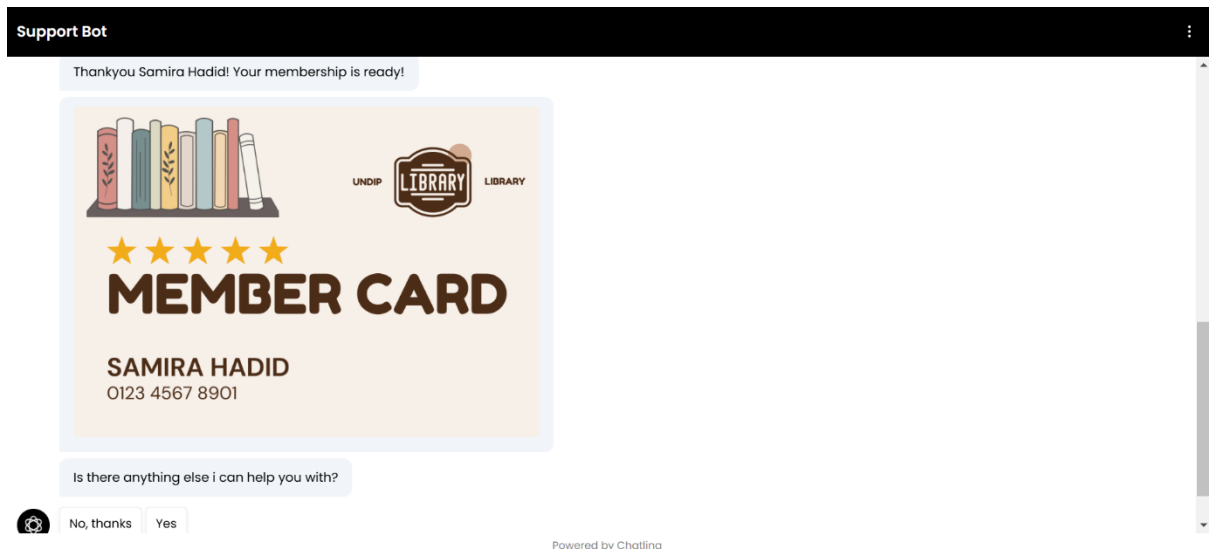 Support Bot
Thankyou Samira Hadid! Your membership is ready!
UNDIP LIBRARY LIBRARY
MEMBER CARD
SAMIRA HADID
0123 4567 8901
Is there anything else i can help you with?
No, thanks Yes
Powered by Chatling